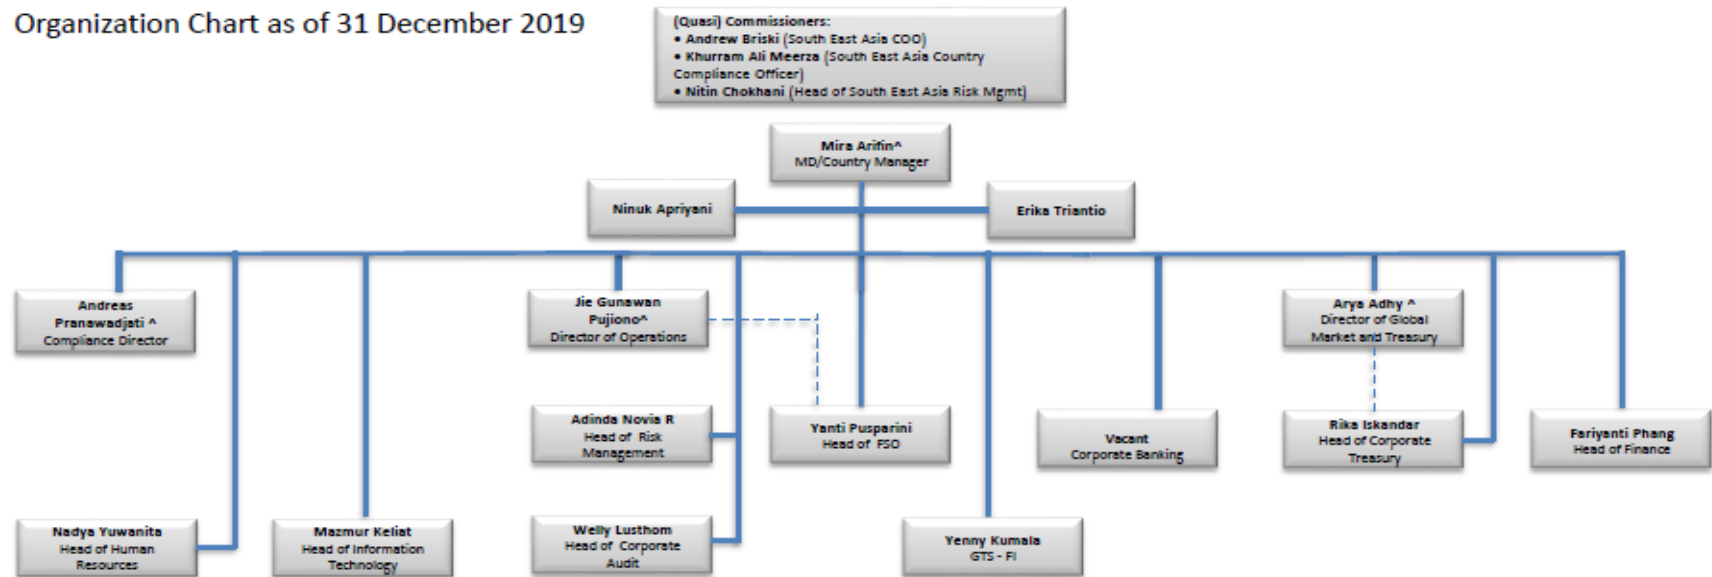 Organization Chart as of 31 December 2019
(Quasi) Commissioners:
• Andrew Briski (South East Asia COO)
• Khurram Ali Meerza (South East Asia Country
Compliance Officer)
• Nitin Chokhani (Head of South East Asia Risk Mgmt)
Mira Arifin^
MD/Country Manager
Ninuk Apriyani
Erika Triantio
Andreas
Pranawadjati ^
Compliance Director
Jie Gunawan
Pujiono^
Director of Operations
Arya Adhy ^
Director of Global
Market and Treasury
Adinda Novia R
Head of Risk
Management
Yanti Pusparini
Head of FSO
Vacant
Corporate Banking
Rika Iskandar
Head of Corporate
Treasury
Fariyanti Phang
Head of Finance
Nadya Yuwanita
Head of Human
Resources
Mazmur Keliat
Head of Information
Technology
Welly Lusthom
Head of Corporate
Audit
Yenny Kumala
GTS - FI